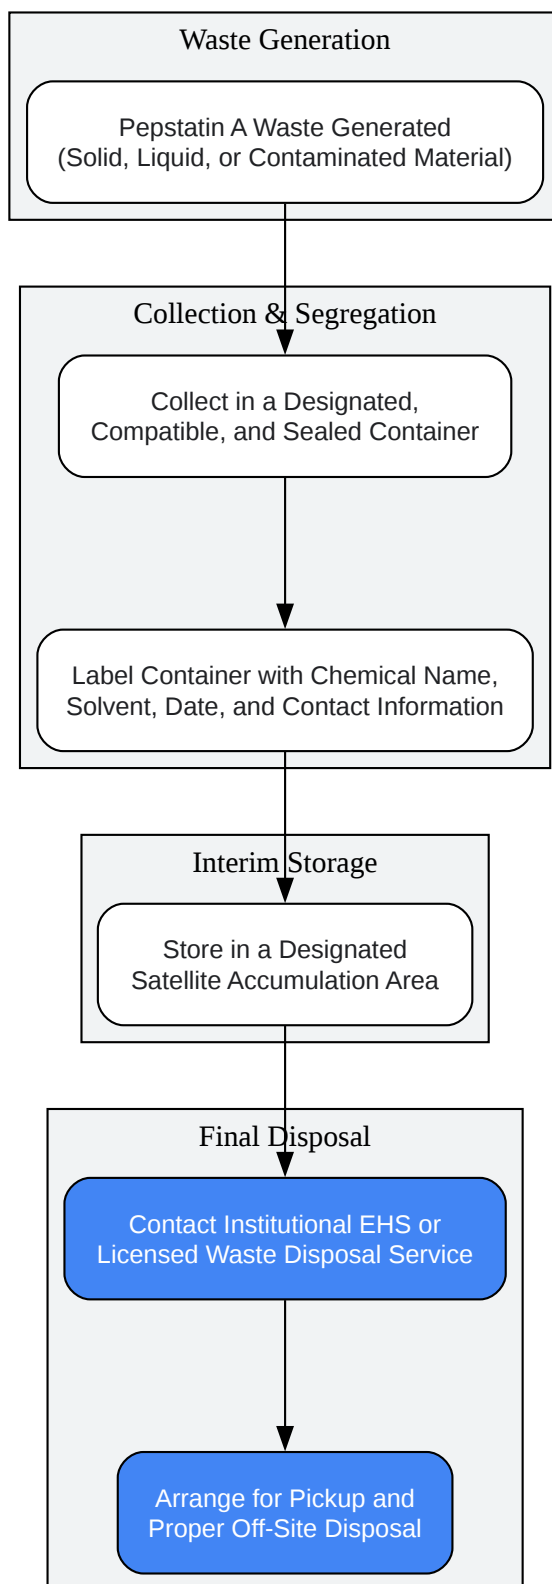 Waste Generation
Pepstatin A Waste Generated
(Solid, Liquid, or Contaminated Material)
Collection & Segregation
Collect in a Designated,
Compatible, and Sealed Container
Label Container with Chemical Name,
Solvent, Date, and Contact Information
Interim Storage
Store in a Designated
Satellite Accumulation Area
Final Disposal
Contact Institutional EHS or
Licensed Waste Disposal Service
Arrange for Pickup and
Proper Off-Site Disposal